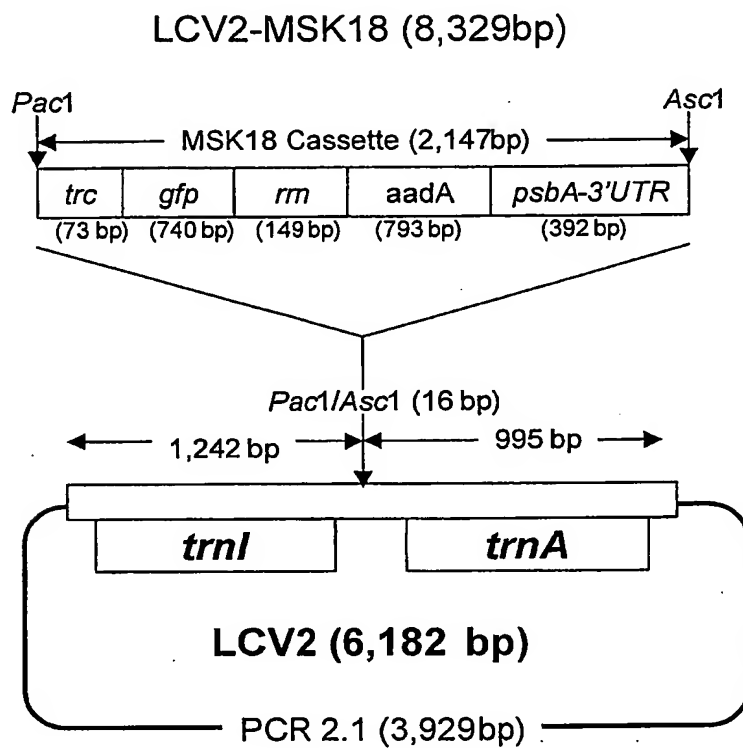 LCV2-MSK18 (8,329bp)
Pac1 Asc1
MSK18 Cassette (2,147bp)
trc gfp rrn aadA psbA-3'UTR
(73 bp) (740 bp) (149 bp) (793 bp) (392 bp)
Pac1/Asc1 (16 bp)
1,242 bp 995 bp
trnI trnA
LCV2 (6,182 bp)
PCR 2.1 (3,929bp)